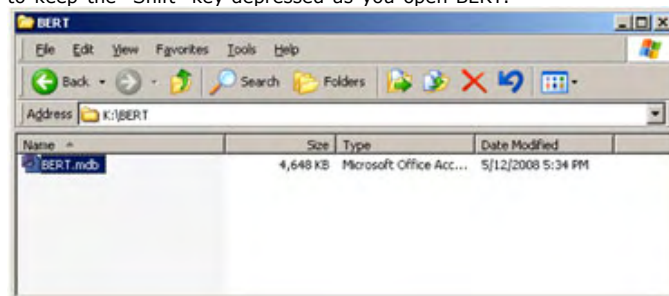 to keep the "Shift" key depressed as you open BERT.
BERT
File Edit View Favorites Tools Help
Back Search Folders
Address K:\BERT
Name Size Type Date Modified
BERT.mdb 4,648 KB Microsoft Office Acc... 5/12/2008 5:34 PM